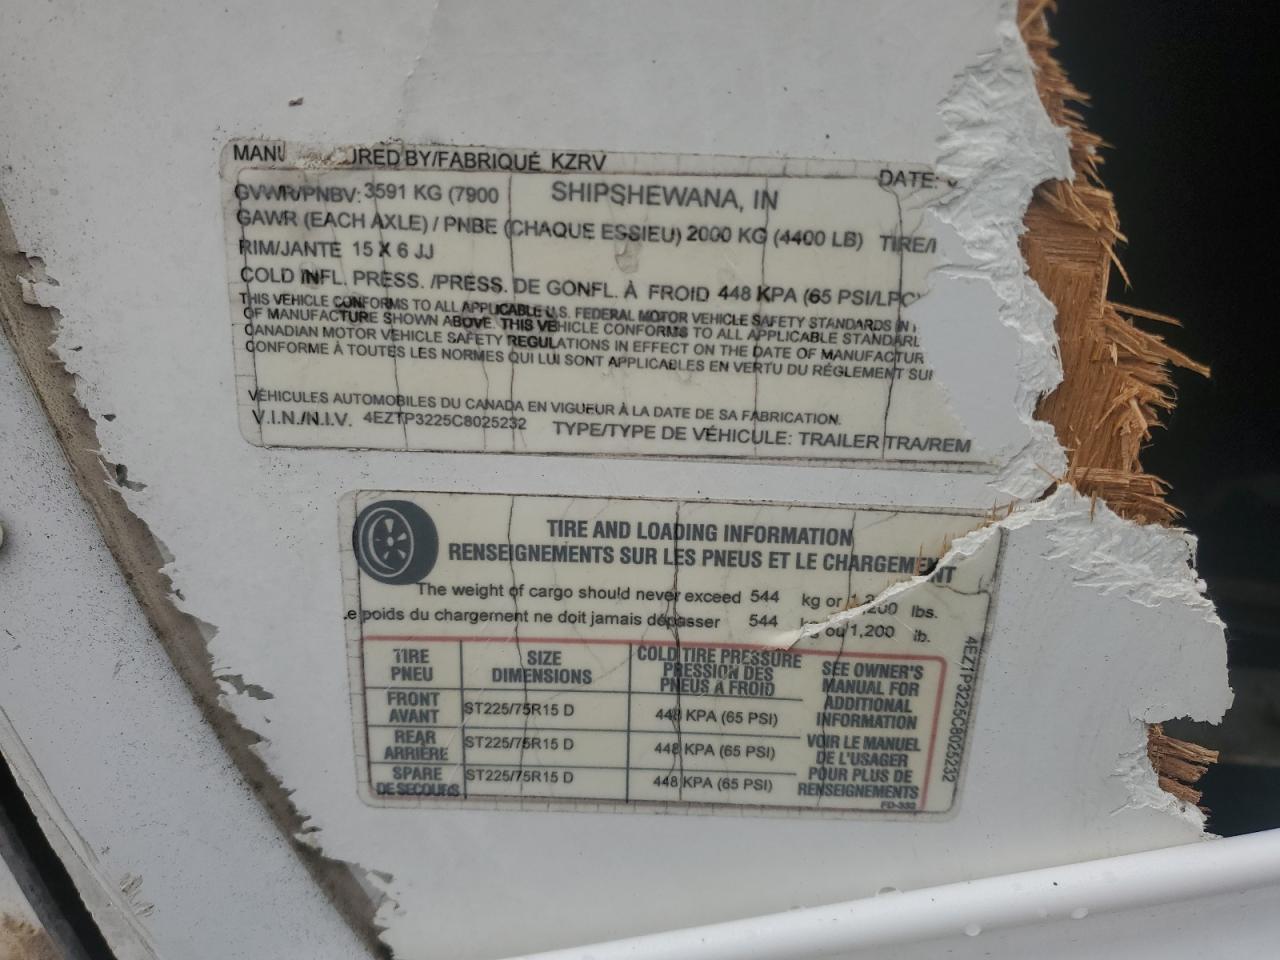 MANU URED BY/FABRIQUÉ KZRV
DATE:
GVWR/PNBV: 3591 KG (7900 SHIPSHEWANA, IN
GAWR (EACH AXLE) / PNBE (CHAQUE ESSIEU) 2000 KG (4400 LB) TIRE/
RIM/JANTE 15 X 6 JJ
COLD INFL. PRESS. /PRESS. DE GONFL. À FROID 448 KPA (65 PSI/LPC
THIS VEHICLE CONFORMS TO ALL APPLICABLE U.S. FEDERAL MOTOR VEHICLE SAFETY STANDARDS IN
OF MANUFACTURE SHOWN ABOVE. THIS VEHICLE CONFORMS TO ALL APPLICABLE STANDAR
CANADIAN MOTOR VEHICLE SAFETY REGULATIONS IN EFFECT ON THE DATE OF MANUFACTUR
CONFORME À TOUTES LES NORMES QUI LUI SONT APPLICABLES EN VERTU DU RÉGLEMENT SU
VÉHICULES AUTOMOBILES DU CANADA EN VIGUEUR À LA DATE DE SA FABRICATION.
V.I.N./N.I.V. 4EZTP3225C8025232 TYPE/TYPE DE VÉHICULE: TRAILER TRA/REM
TIRE AND LOADING INFORMATION
RENSEIGNEMENTS SUR LES PNEUS ET LE CHARGEMENT
The weight of cargo should never exceed 544 kg or 1,200 lbs.
Le poids du chargement ne doit jamais dépasser 544 kg ou 1,200 lb.
TIRE
PNEU
SIZE
DIMENSIONS
COLD TIRE PRESSURE
PRESSION DES
PNEUS À FROID
FRONT
AVANT
ST225/75R15 D
448 KPA (65 PSI)
REAR
ARRIÈRE
ST225/75R15 D
448 KPA (65 PSI)
SPARE
DE SECOURS
ST225/75R15 D
448 KPA (65 PSI)
SEE OWNER'S
MANUAL FOR
ADDITIONAL
INFORMATION
VOIR LE MANUEL
DE L'USAGER
POUR PLUS DE
RENSEIGNEMENTS
FD-332
4EZ1P3225C8025232